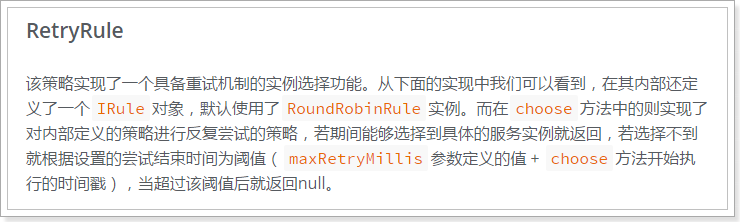 RetryRule
该策略实现了一个具备重试机制的实例选择功能。从下面的实现中我们可以看到，在其内部还定
义了一个 IRule 对象，默认使用了 RoundRobinRule 实例。而在 choose 方法中的则实现了
对内部定义的策略进行反复尝试的策略，若期间能够选择到具体的服务实例就返回，若选择不到
就根据设置的尝试结束时间为阈值（ maxRetryMillis 参数定义的值 + choose 方法开始执
行的时间戳），当超过该阈值后就返回null。